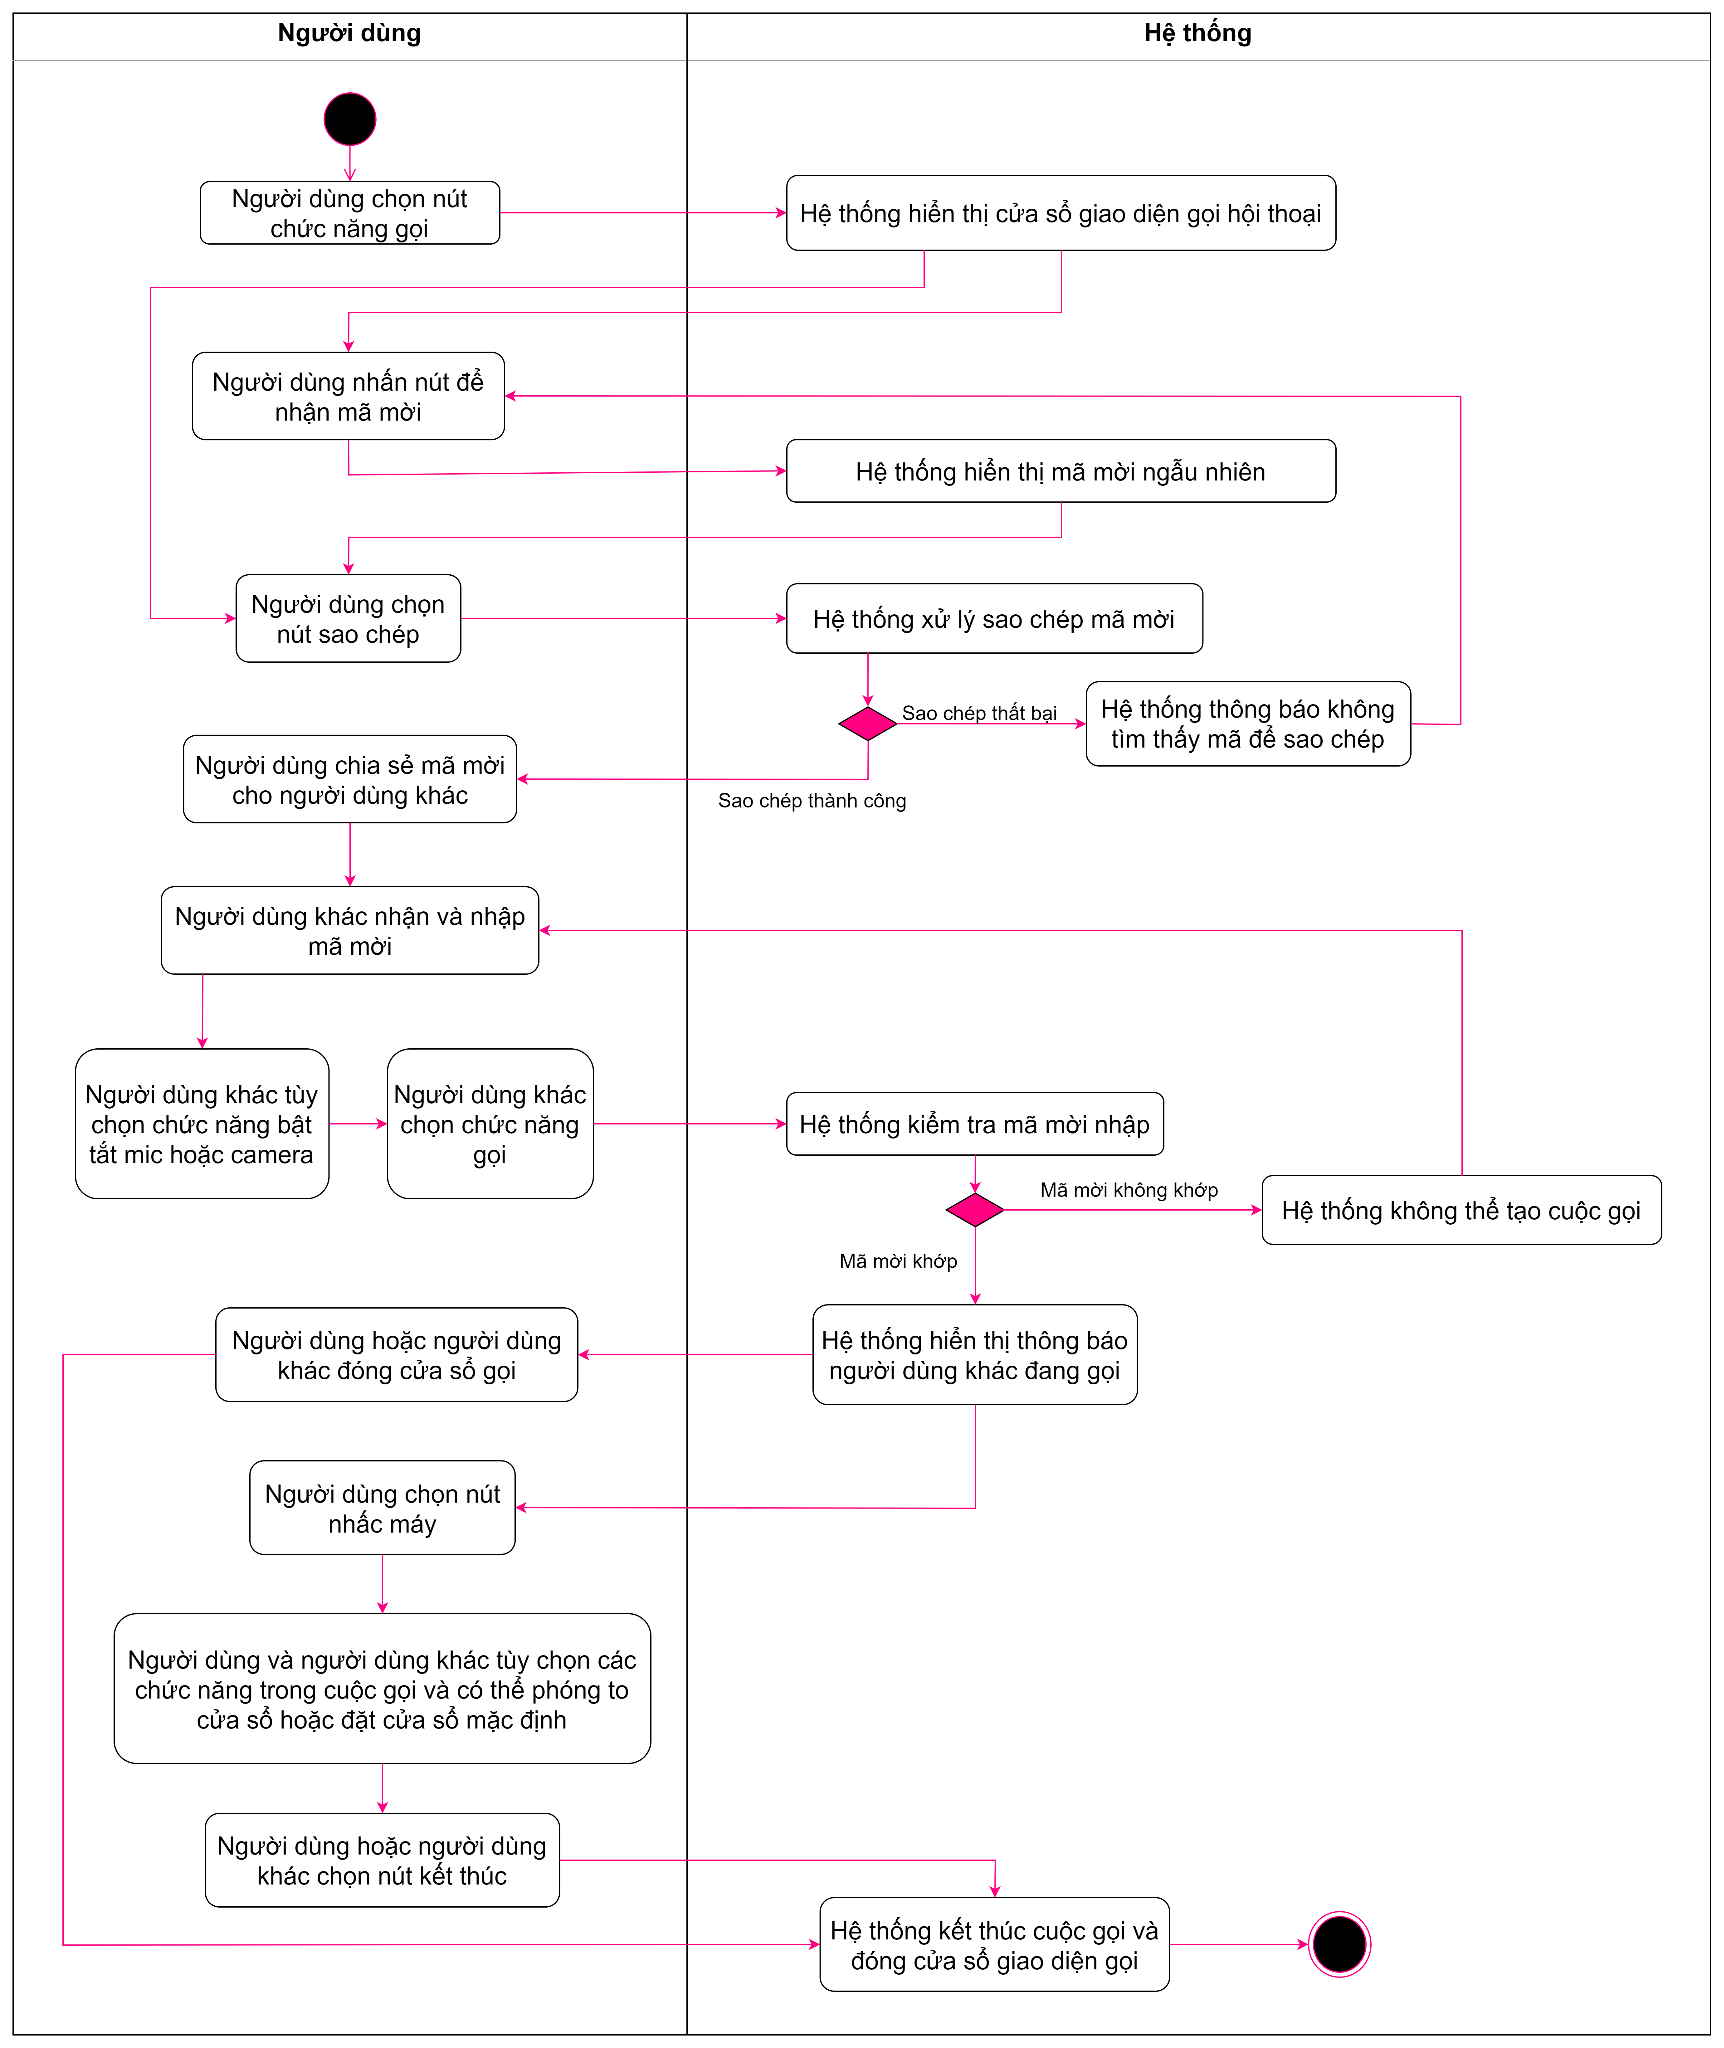 Người dùng
Hệ thống
Người dùng chọn nút
chức năng gọi
Hệ thống hiển thị cửa sổ giao diện gọi hội thoại
Người dùng nhấn nút để
nhận mã mời
Hệ thống hiển thị mã mời ngẫu nhiên
Người dùng chọn
nút sao chép
Hệ thống xử lý sao chép mã mời
Sao chép thất bại
Hệ thống thông báo không
tìm thấy mã để sao chép
Người dùng chia sẻ mã mời
cho người dùng khác
Sao chép thành công
Người dùng khác nhận và nhập
mã mời
Người dùng khác tùy
chọn chức năng bật
tắt mic hoặc camera
Người dùng khác
chọn chức năng
gọi
Hệ thống kiểm tra mã mời nhập
Mã mời không khớp
Hệ thống không thể tạo cuộc gọi
Mã mời khớp
Người dùng hoặc người dùng
khác đóng cửa sổ gọi
Hệ thống hiển thị thông báo
người dùng khác đang gọi
Người dùng chọn nút
nhấc máy
Người dùng và người dùng khác tùy chọn các
chức năng trong cuộc gọi và có thể phóng to
cửa sổ hoặc đặt cửa sổ mặc định
Người dùng hoặc người dùng
khác chọn nút kết thúc
Hệ thống kết thúc cuộc gọi và
đóng cửa sổ giao diện gọi